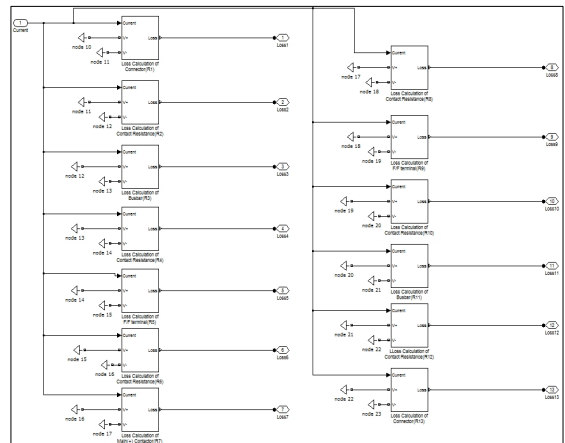 1
Current
Current
V+
V-
Loss
node 10
node 11
Loss Calculation of
Connector(R1)
1
Loss1
Current
V+
V-
Loss
node 11
node 12
Loss Calculation of
Contact Resistance(R2)
2
Loss2
Current
V+
V-
Loss
node 12
node 13
Loss Calculation of
Busbar(R3)
3
Loss3
Current
V+
V-
Loss
node 13
node 14
Loss Calculation of
Contact Resistance(R4)
4
Loss4
Current
V+
V-
Loss
node 14
node 15
Loss Calculation of
F/F terminal(R5)
5
Loss5
Current
V+
V-
Loss
node 15
node 16
Loss Calculation of
Contact Resistance(R6)
6
Loss6
Current
V+
V-
Loss
node 16
node 17
Loss Calculation of
Main(+) Contactor(R7)
7
Loss7
Current
V+
V-
Loss
node 17
node 18
Loss Calculation of
Contact Resistance(R8)
8
Loss8
Current
V+
V-
Loss
node 18
node 19
Loss Calculation of
F/F terminal(R9)
9
Loss9
Current
V+
V-
Loss
node 19
node 20
Loss Calculation of
Contact Resistance(R10)
10
Loss10
Current
V+
V-
Loss
node 20
node 21
Loss Calculation of
Busbar(R11)
11
Loss11
Current
V+
V-
Loss
node 21
node 22
LLoss Calculation of
Contact Resistance(R12)
12
Loss12
Current
V+
V-
Loss
node 22
node 23
Loss Calculation of
Connector(R13)
13
Loss13